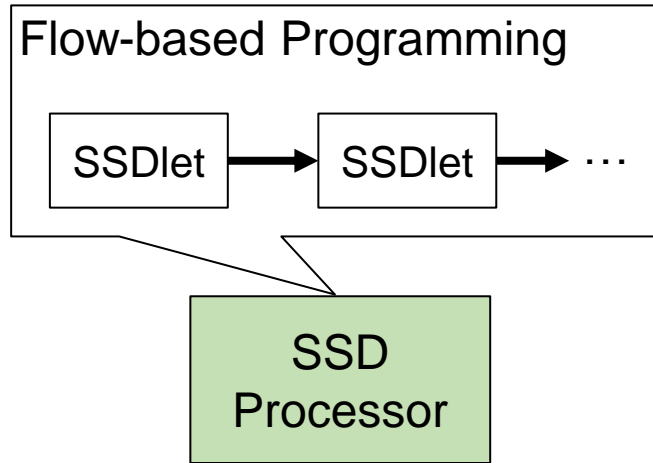 Flow-based Programming
SSDlet
SSDlet
…
SSD
Processor